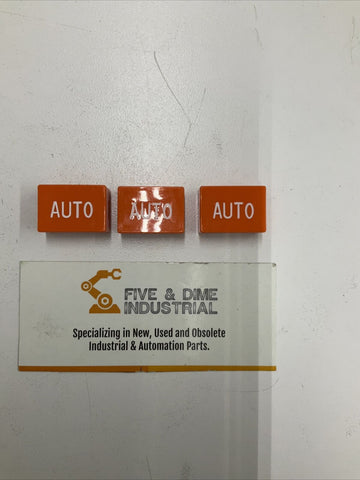 AUTO AUTO AUTO
FIVE & DIME
INDUSTRIAL
Specializing in New, Used and Obsolete
Industrial & Automation Parts.